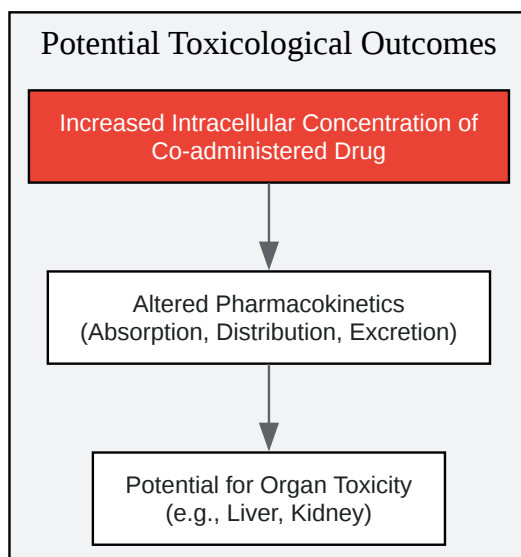 Potential Toxicological Outcomes
Increased Intracellular Concentration of
Co-administered Drug
Altered Pharmacokinetics
(Absorption, Distribution, Excretion)
Potential for Organ Toxicity
(e.g., Liver, Kidney)